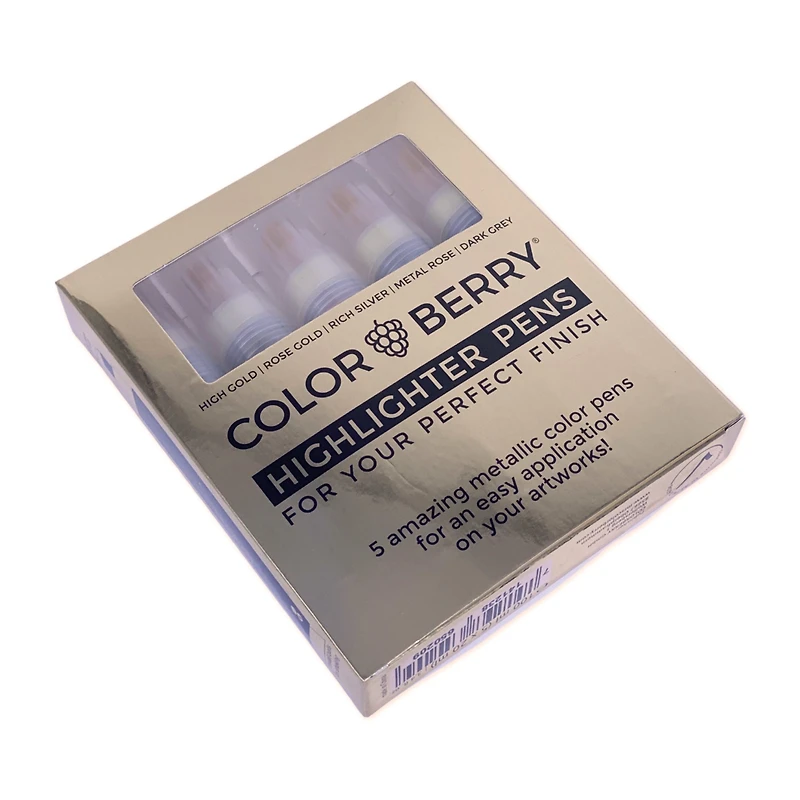 HIGH GOLD | ROSE GOLD | RICH SILVER | METAL ROSE | DARK GREY
COLOR BERRY®
HIGHLIGHTER PENS
FOR YOUR PERFECT FINISH
5 amazing metallic color pens
for an easy application
on your artworks!